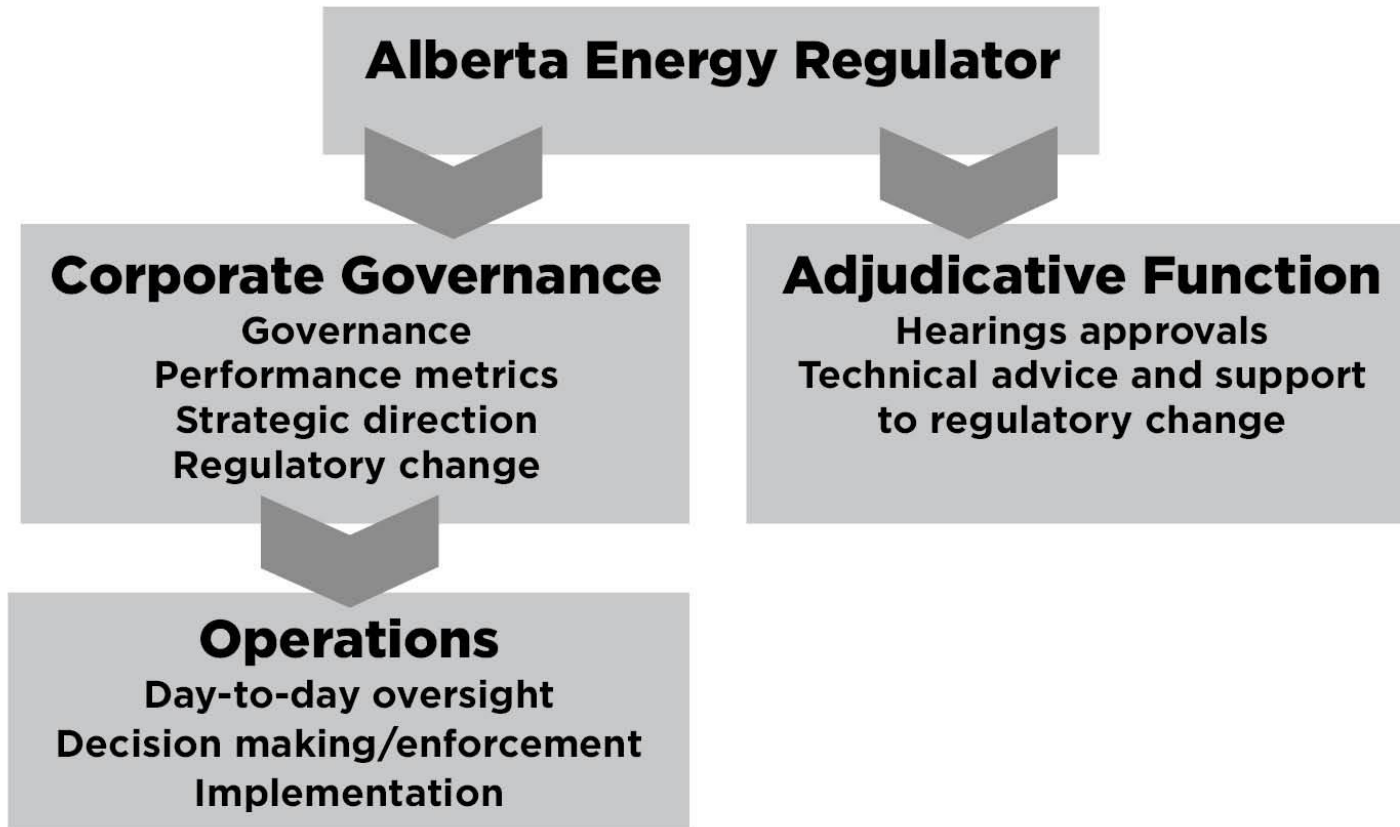 Alberta Energy Regulator
Corporate Governance
Governance
Performance metrics
Strategic direction
Regulatory change
Adjudicative Function
Hearings approvals
Technical advice and support
to regulatory change
Operations
Day-to-day oversight
Decision making/enforcement
Implementation